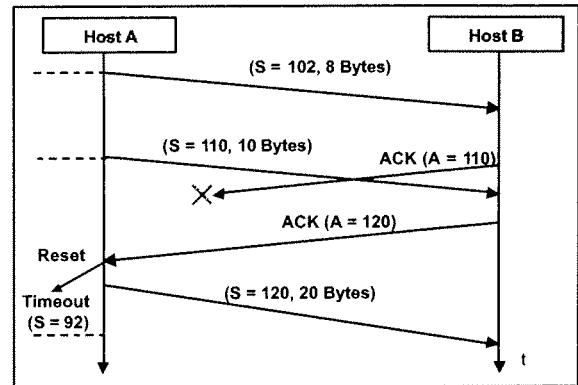 Host A
Host B
(S = 102, 8 Bytes)
(S = 110, 10 Bytes)
ACK (A = 110)
ACK (A = 120)
Reset
(S = 120, 20 Bytes)
Timeout
(S = 92)
t